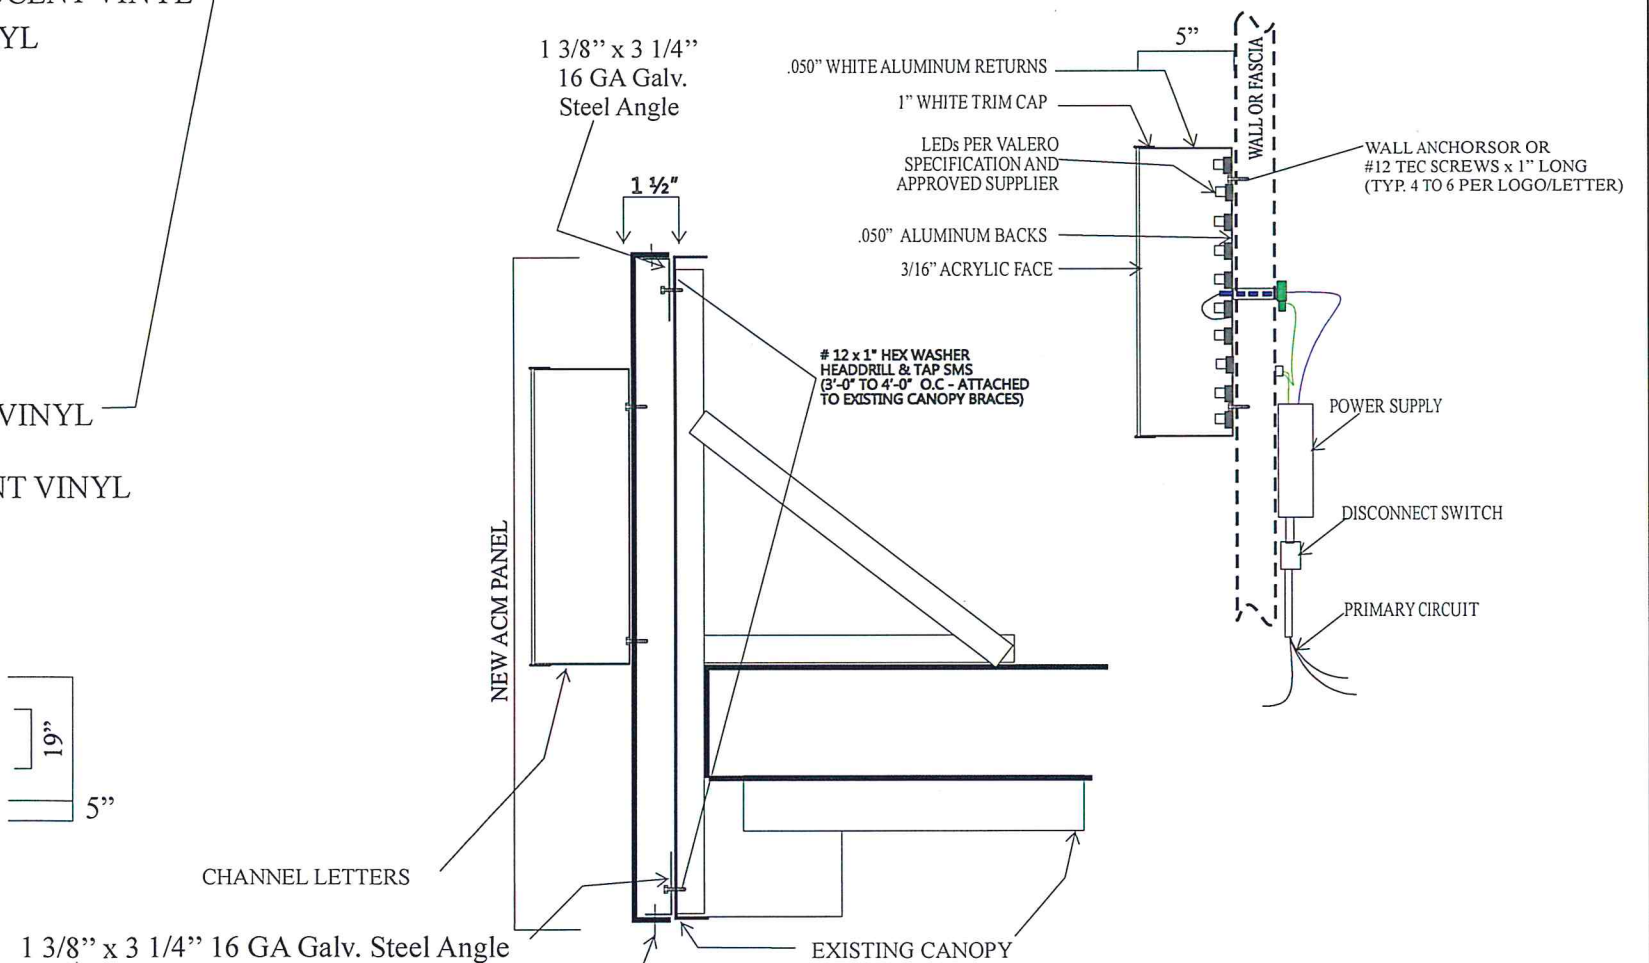 YL
VINYL
NT VINYL
19”
5”
CHANNEL LETTERS
1 3/8” x 3 1/4” 16 GA Galv. Steel Angle
1 3/8” x 3 1/4”
16 GA Galv.
Steel Angle
1 ½"
NEW ACM PANEL
# 12 x 1" HEX WASHER
HEADDRILL & TAP SMS
(3'-0" TO 4'-0" O.C - ATTACHED
TO EXISTING CANOPY BRACES)
EXISTING CANOPY
5”
.050” WHITE ALUMINUM RETURNS
1” WHITE TRIM CAP
LEDs PER VALERO
SPECIFICATION AND
APPROVED SUPPLIER
.050” ALUMINUM BACKS
3/16” ACRYLIC FACE
WALL OR FASCIA
WALL ANCHORSOR OR
#12 TEC SCREWS x 1” LONG
(TYP. 4 TO 6 PER LOGO/LETTER)
POWER SUPPLY
DISCONNECT SWITCH
PRIMARY CIRCUIT